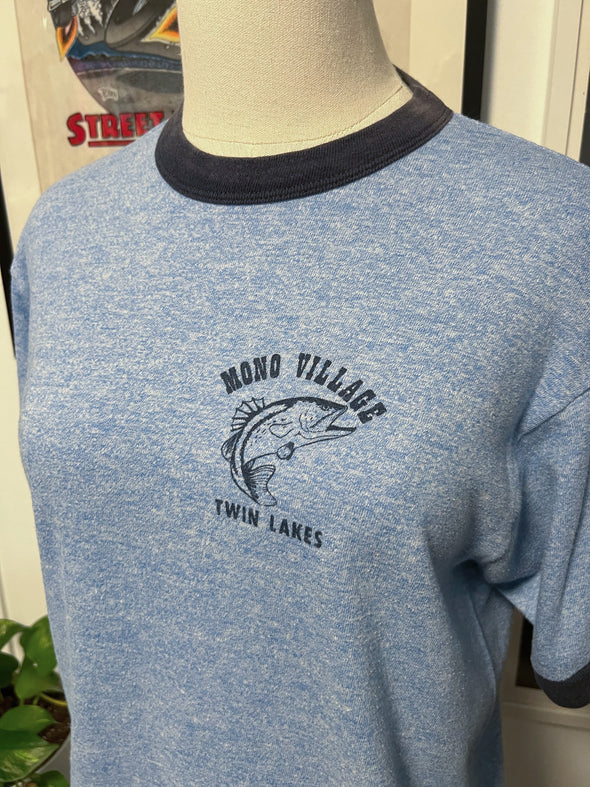 STREET
MONO VILLAGE
TWIN LAKES